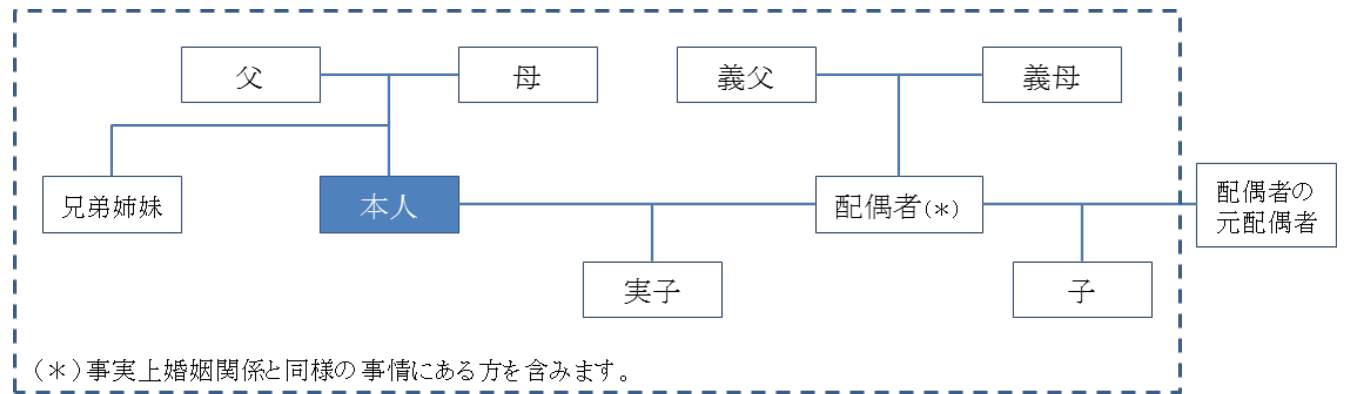 父
母
義父
義母
兄弟姉妹
本人
配偶者(*)
配偶者の
元配偶者
実子
子
(*)事実上婚姻関係と同様の事情にある方を含みます。